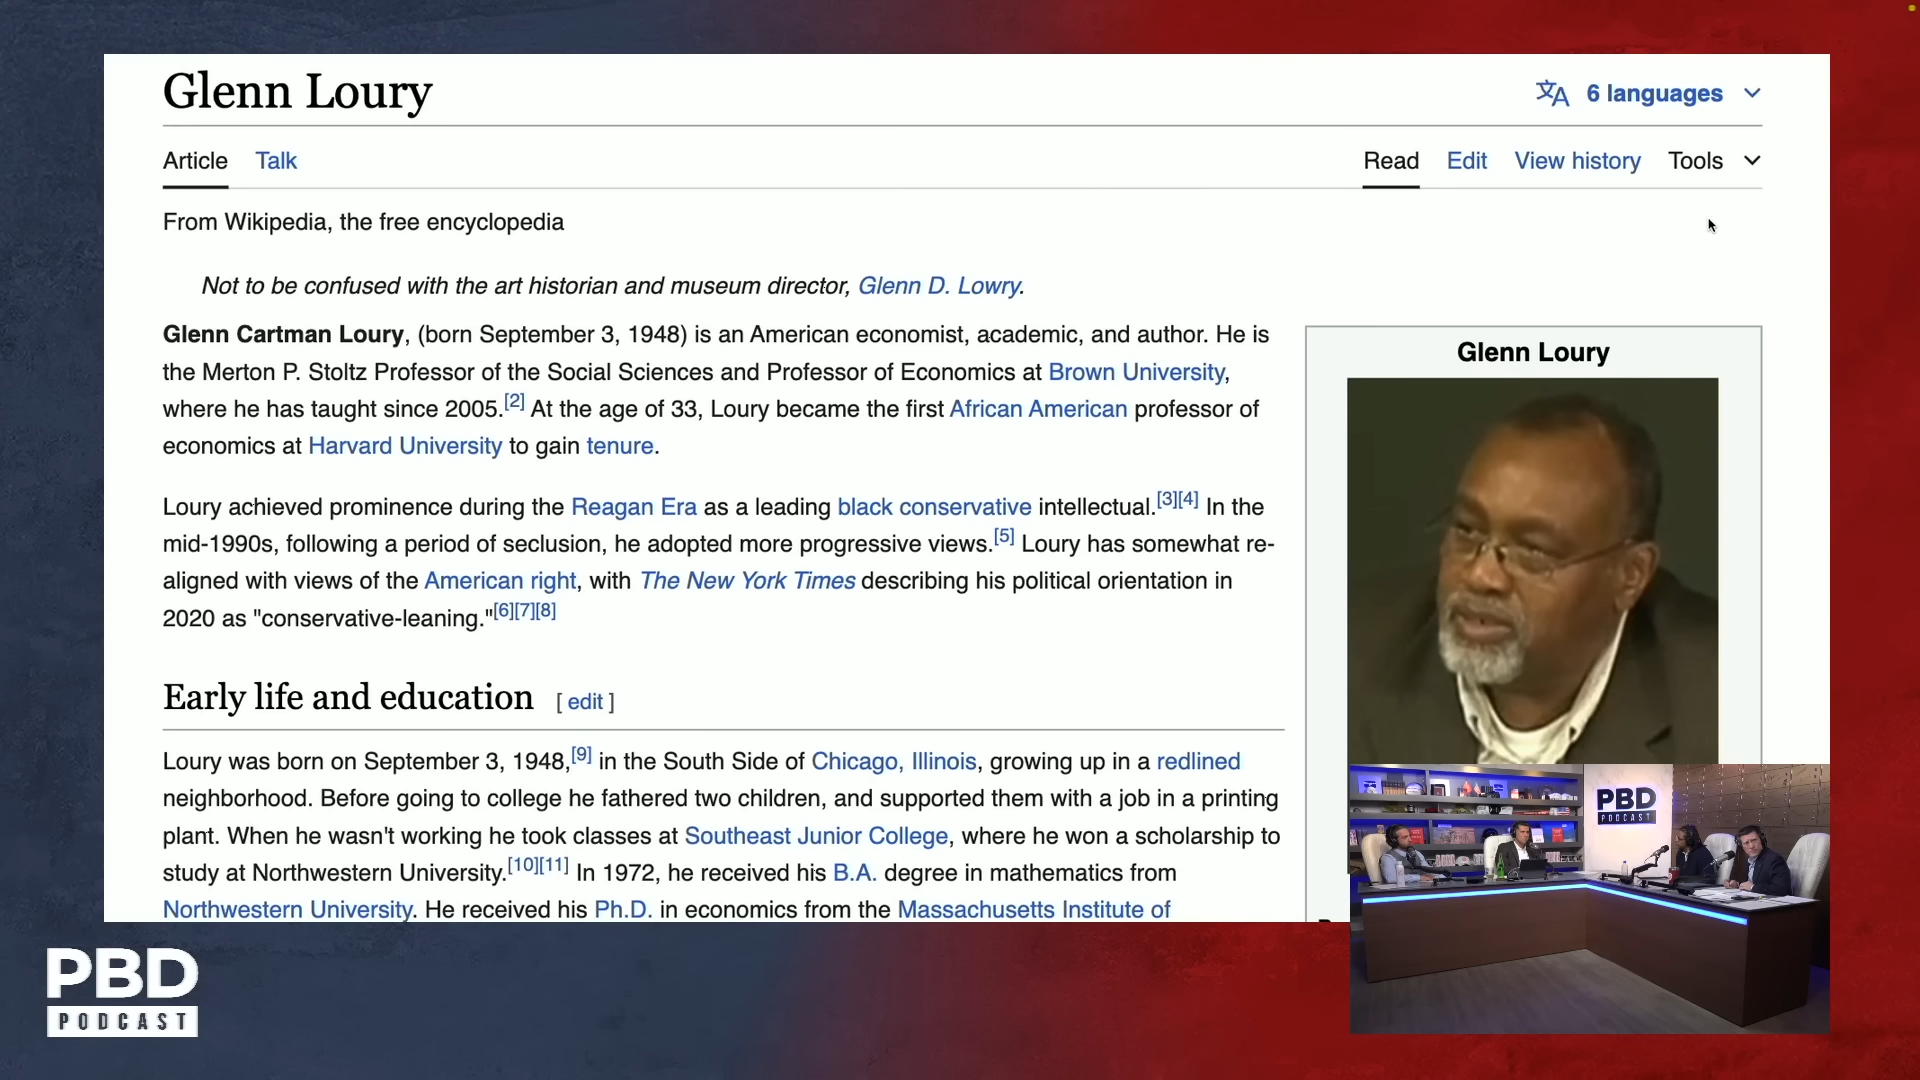 Glenn Loury
6 languages
Article Talk
Read Edit View history Tools
From Wikipedia, the free encyclopedia
Not to be confused with the art historian and museum director, Glenn D. Lowry.
Glenn Cartman Loury, (born September 3, 1948) is an American economist, academic, and author. He is
the Merton P. Stoltz Professor of the Social Sciences and Professor of Economics at Brown University,
where he has taught since 2005.[2] At the age of 33, Loury became the first African American professor of
economics at Harvard University to gain tenure.
Loury achieved prominence during the Reagan Era as a leading black conservative intellectual.[3][4] In the
mid-1990s, following a period of seclusion, he adopted more progressive views.[5] Loury has somewhat re-
aligned with views of the American right, with The New York Times describing his political orientation in
2020 as "conservative-leaning."[6][7][8]
Glenn Loury
Early life and education [ edit ]
Loury was born on September 3, 1948,[9] in the South Side of Chicago, Illinois, growing up in a redlined
neighborhood. Before going to college he fathered two children, and supported them with a job in a printing
plant. When he wasn't working he took classes at Southeast Junior College, where he won a scholarship to
study at Northwestern University.[10][11] In 1972, he received his B.A. degree in mathematics from
Northwestern University. He received his Ph.D. in economics from the Massachusetts Institute of
PBD
PODCAST
PBD
PODCAST